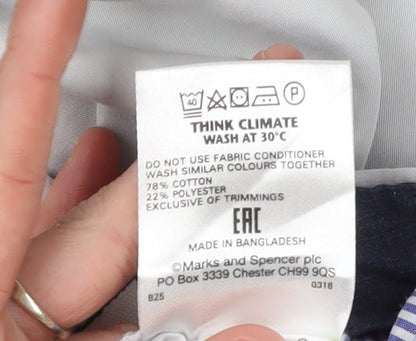 40 P
THINK CLIMATE
WASH AT 30°C
DO NOT USE FABRIC CONDITIONER
WASH SIMILAR COLOURS TOGETHER
78% COTTON
22% POLYESTER
EXCLUSIVE OF TRIMMINGS
EAC
MADE IN BANGLADESH
©Marks and Spencer plc
PO Box 3339 Chester CH99 9QS
B25 0318